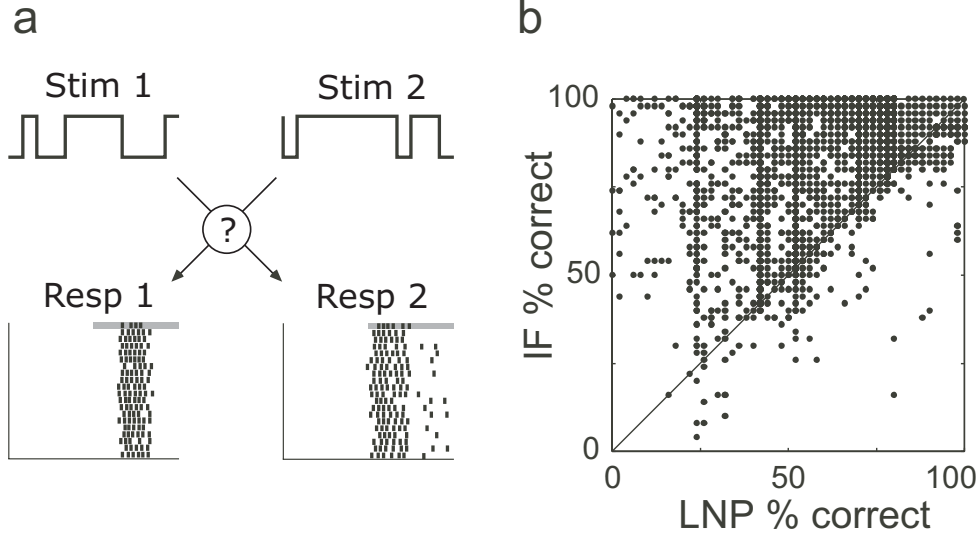 a
Stim 1
Stim 2
?
Resp 1
Resp 2
b
100
50
0
IF % correct
0
50
100
LNP % correct